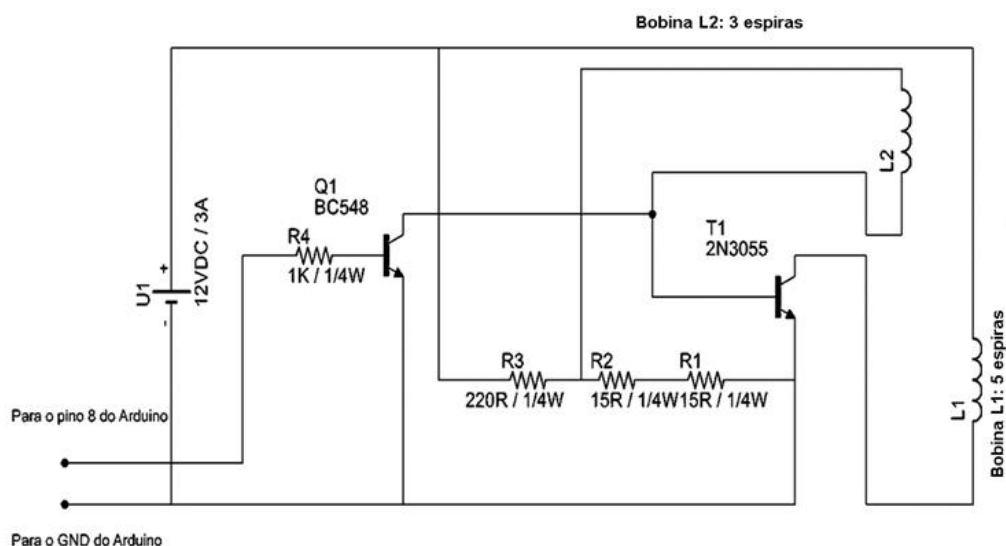 Bobina L2: 3 espiras
L2
Q1
BC548
T1
2N3055
R4
1K / 1/4W
+
U1
12VDC / 3A
-
R3
R2
R1
220R / 1/4W
15R / 1/4W
15R / 1/4W
L1
Bobina L1: 5 espiras
Para o pino 8 do Arduino
Para o GND do Arduino